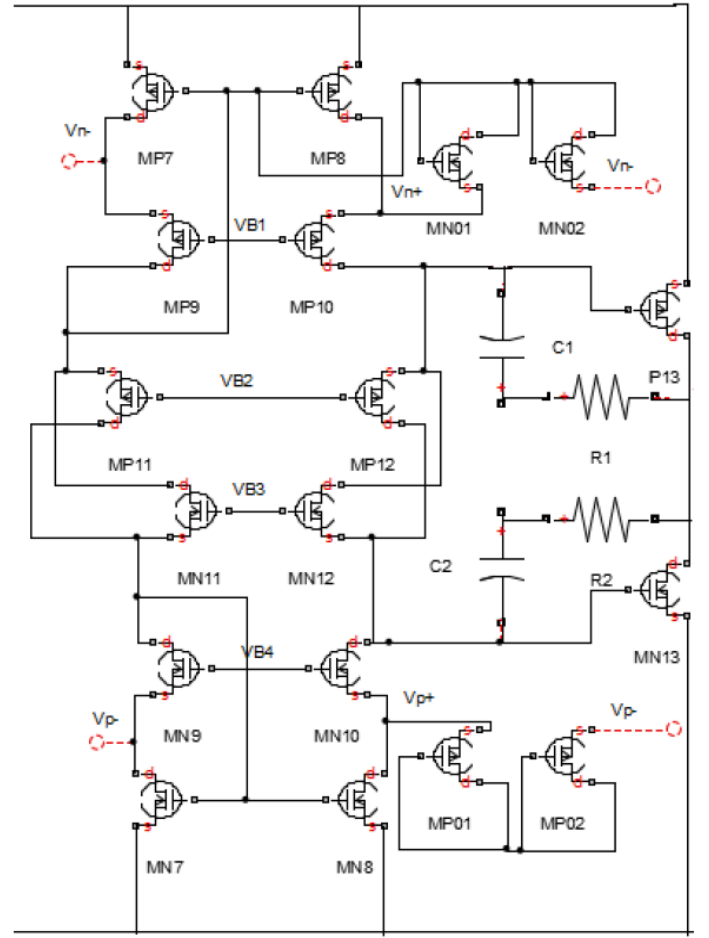 s s
d d
Vn-
MP7 MP8
d d
Vn-
Vn+ s s
MN01 MN02
s VB1 s
d d
MP9 MP10
s
d
C1
s VB2 s
+ + P13
d d
MP11 MP12
R1
d VB3 d
s s
+ +
MN11 MN12
C2
d
R2
s
MN13
d VB4 d
s s
Vp+ Vp-
Vp-
s s
MN9 MN10
d d
d d
MP01 MP02
s s
MN7 MN8